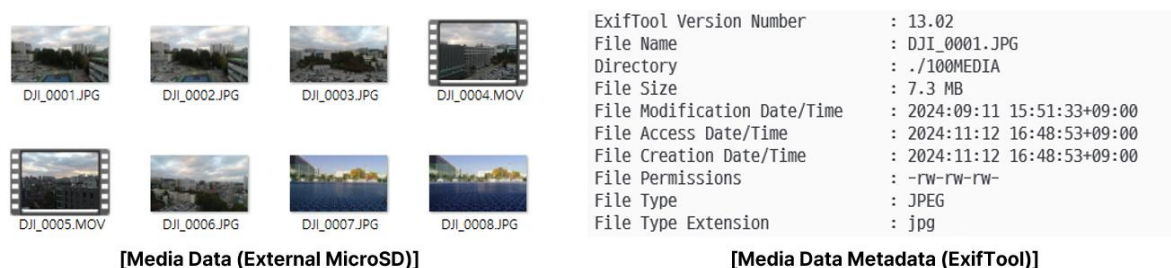 DJI_0001.JPG DJI_0002.JPG DJI_0003.JPG DJI_0004.MOV
DJI_0005.MOV DJI_0006.JPG DJI_0007.JPG DJI_0008.JPG
[Media Data (External MicroSD)]
ExifTool Version Number : 13.02
File Name : DJI_0001.JPG
Directory : ./100MEDIA
File Size : 7.3 MB
File Modification Date/Time : 2024:09:11 15:51:33+09:00
File Access Date/Time : 2024:11:12 16:48:53+09:00
File Creation Date/Time : 2024:11:12 16:48:53+09:00
File Permissions : -rw-rw-rw-
File Type : JPEG
File Type Extension : jpg
[Media Data Metadata (ExifTool)]